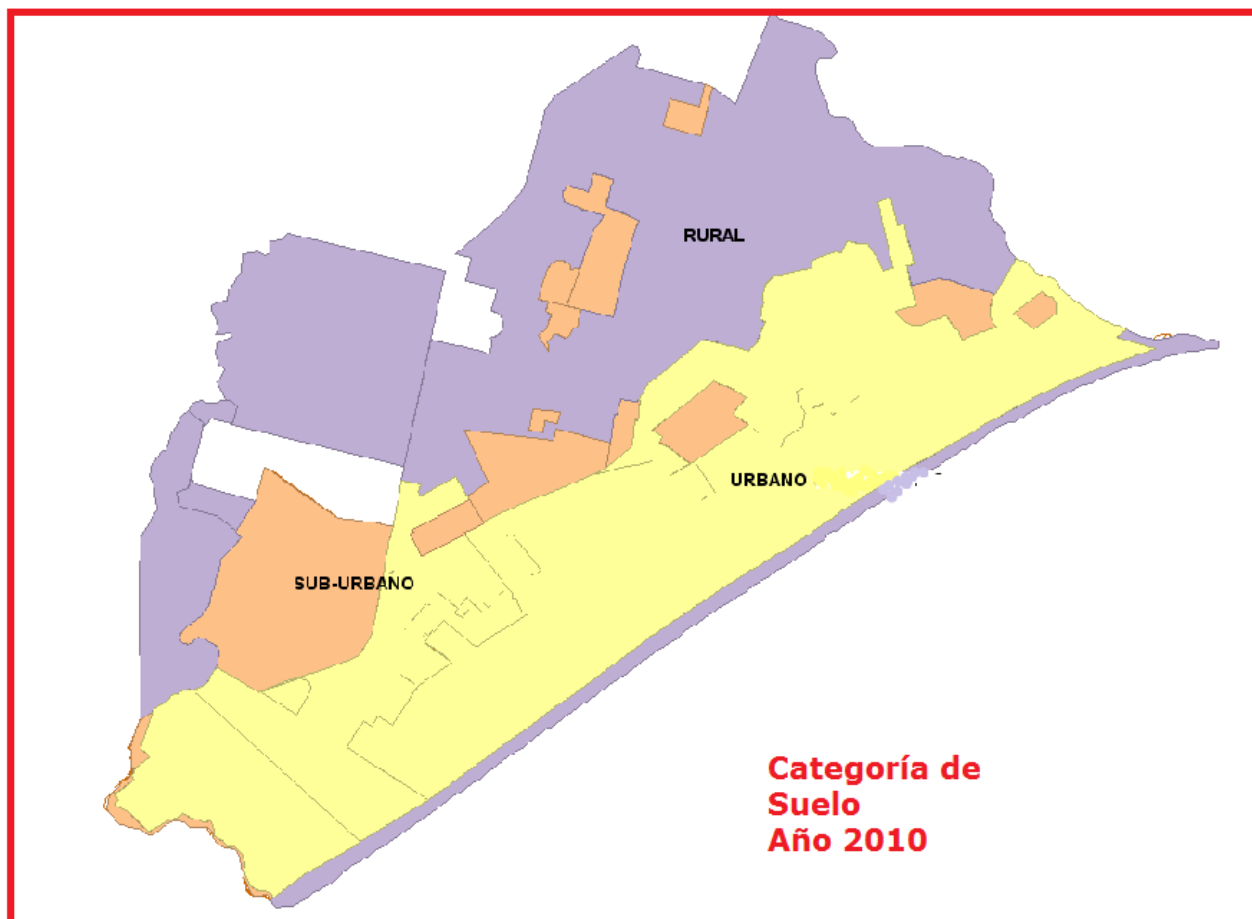 RURAL
URBANO
SUB-URBANO
Categoría de
Suelo
Año 2010